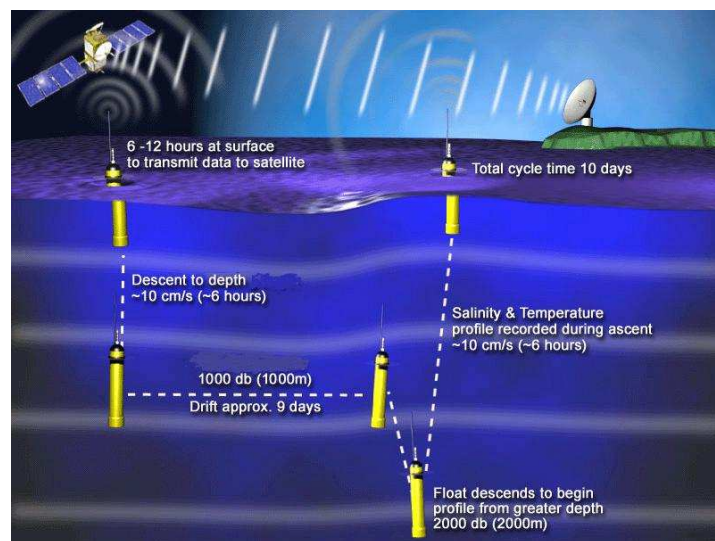 6 -12 hours at surface
to transmit data to satellite
Total cycle time 10 days
Descent to depth
~10 cm/s (~6 hours)
Salinity & Temperature
profile recorded during ascent
~10 cm/s (~6 hours)
1000 db (1000m)
Drift approx. 9 days
Float descends to begin
profile from greater depth
2000 db (2000m)